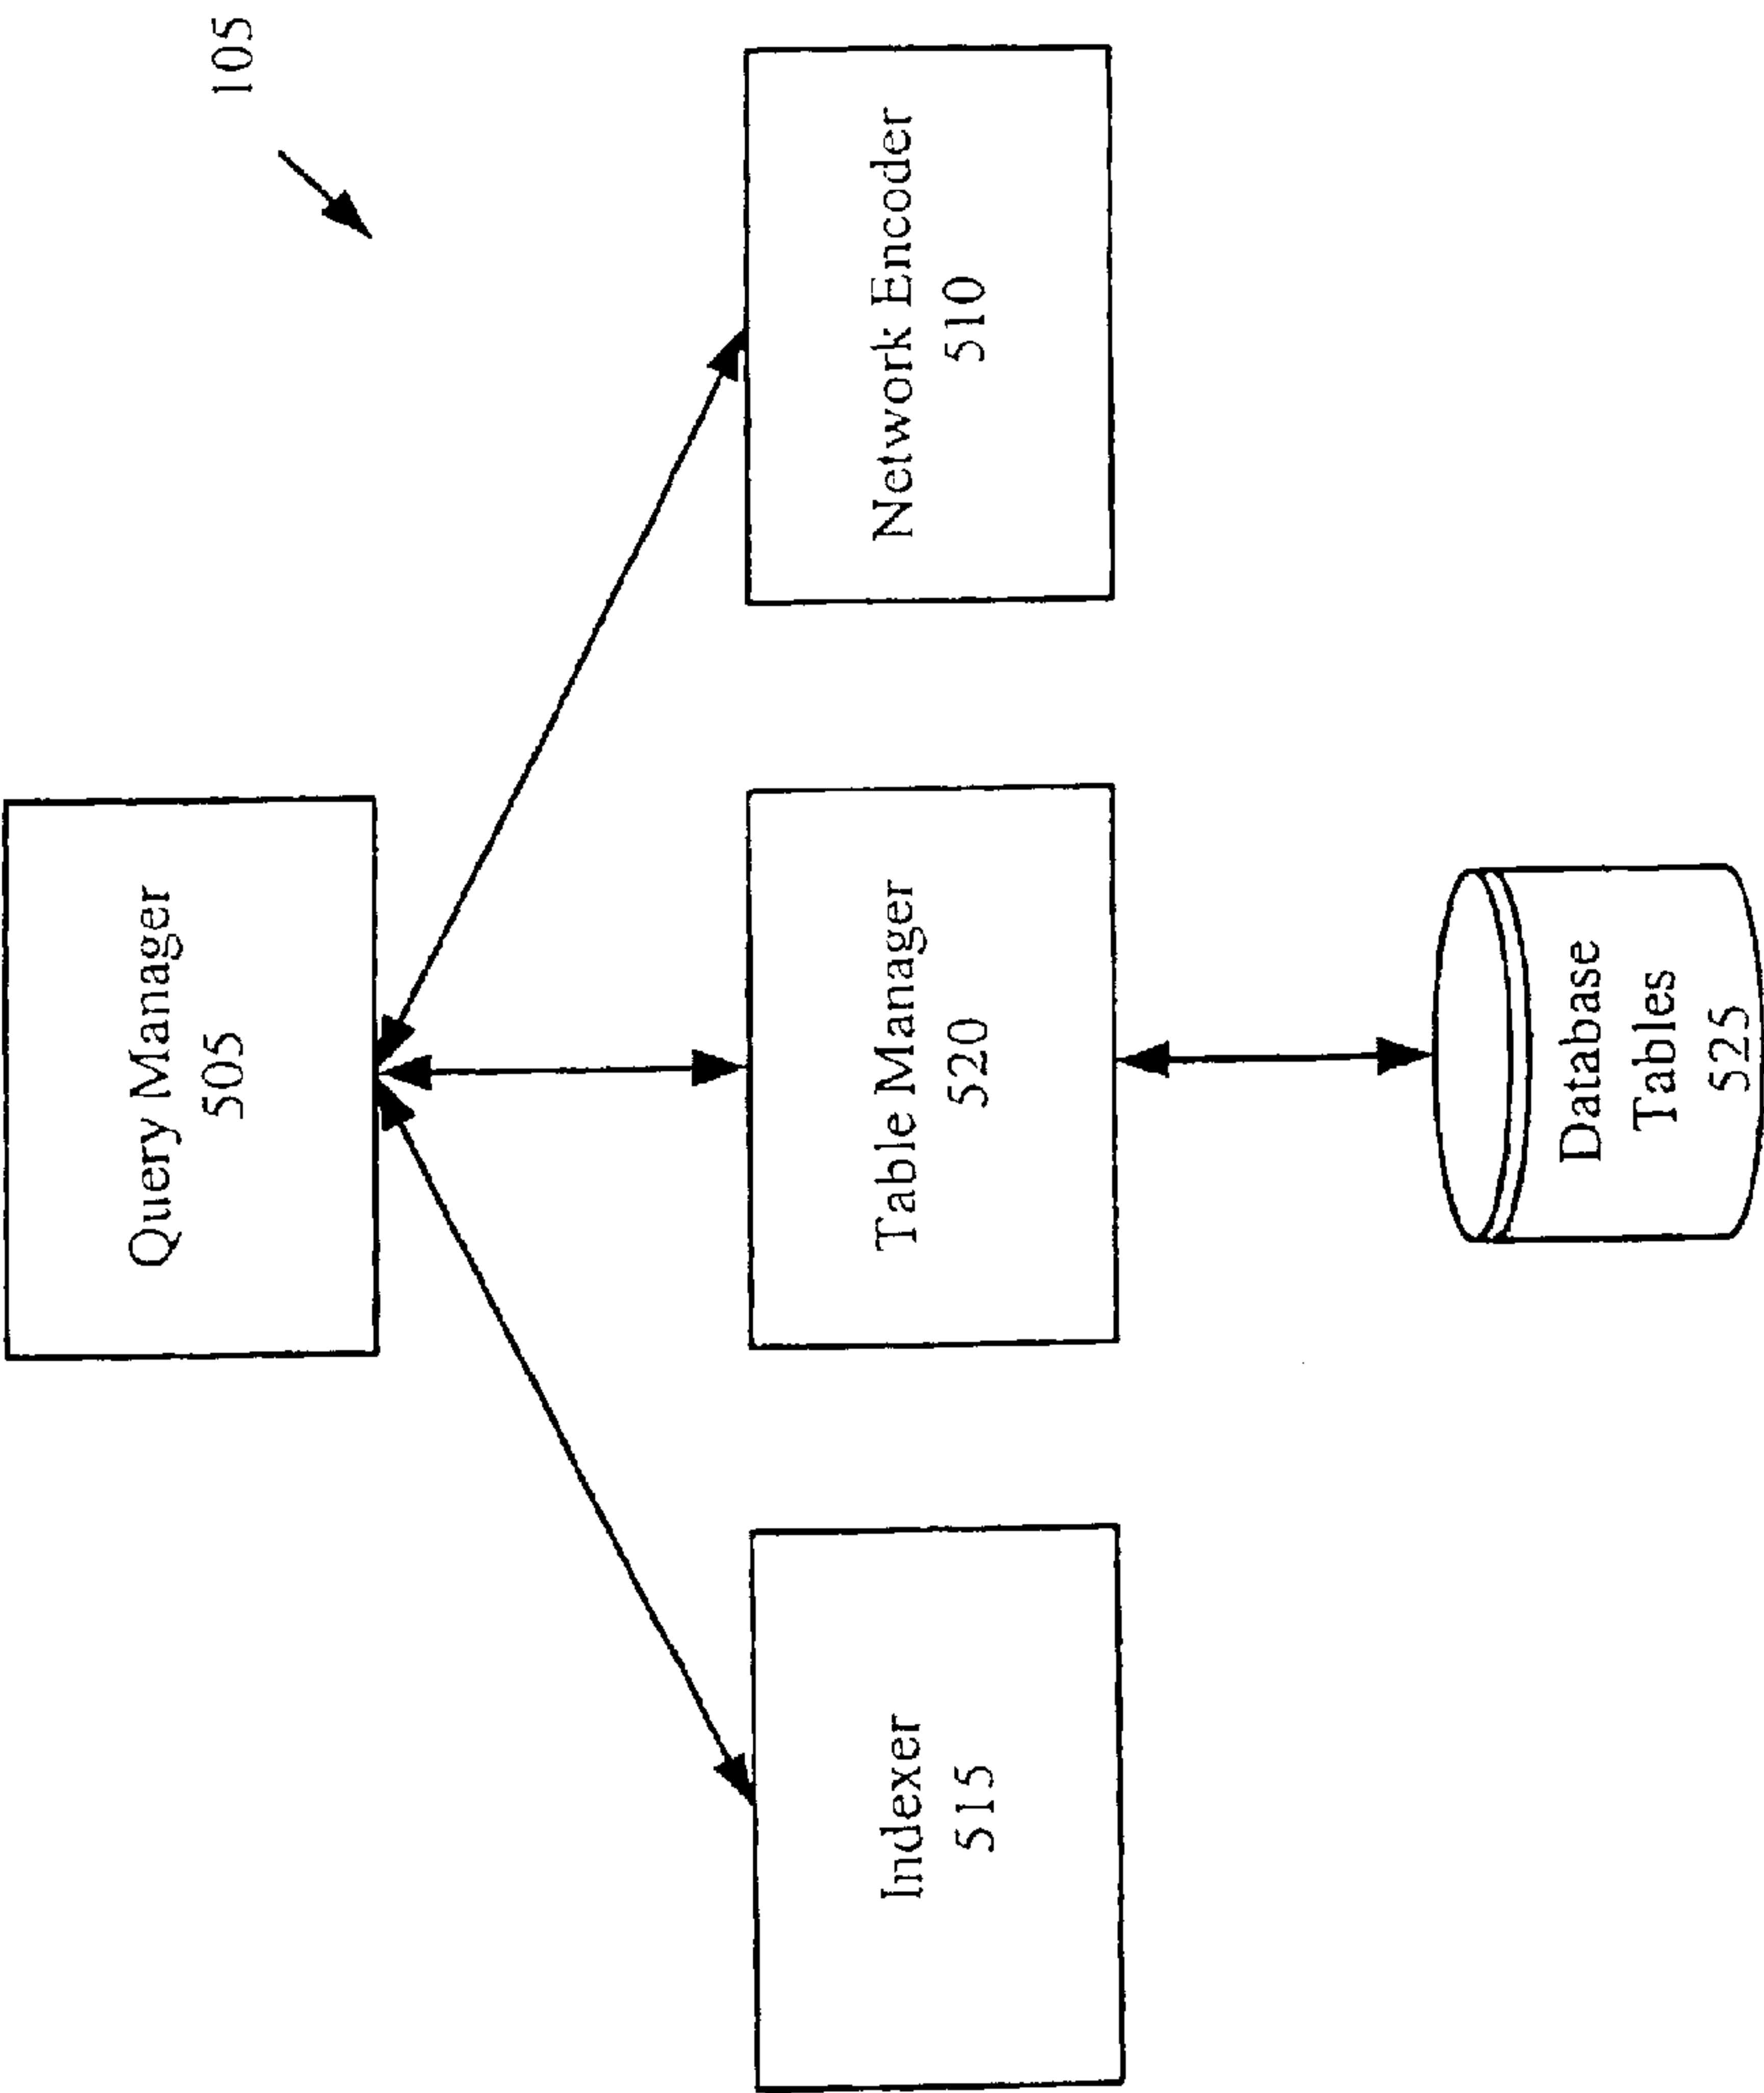 105
Query Manager
505
Indexer
515
Table Manager
520
Network Encoder
510
Database
Tables
525